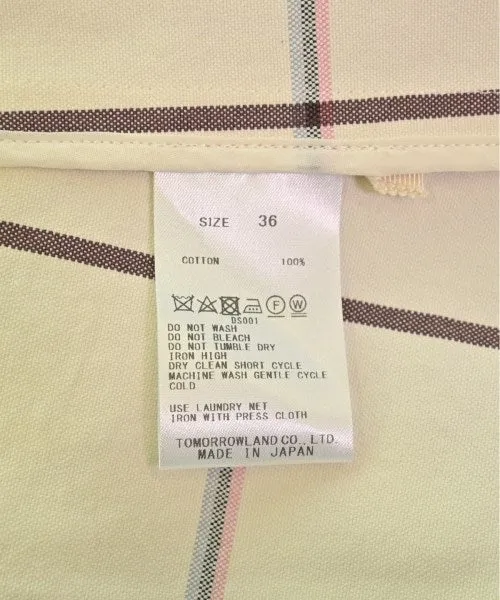 SIZE 36
COTTON 100%
F W
DS001
DO NOT WASH
DO NOT BLEACH
DO NOT TUMBLE DRY
IRON HIGH
DRY CLEAN SHORT CYCLE
MACHINE WASH GENTLE CYCLE
COLD
USE LAUNDRY NET
IRON WITH PRESS CLOTH
TOMORROWLAND CO., LTD.
MADE IN JAPAN